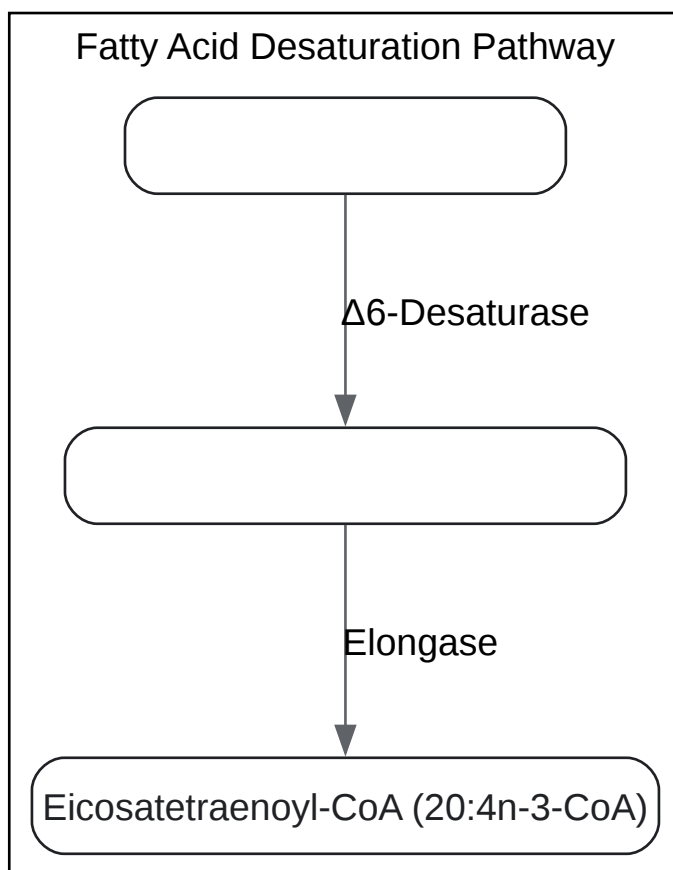 Fatty Acid Desaturation Pathway
Δ6-Desaturase
Elongase
Eicosatetraenoyl-CoA (20:4n-3-CoA)